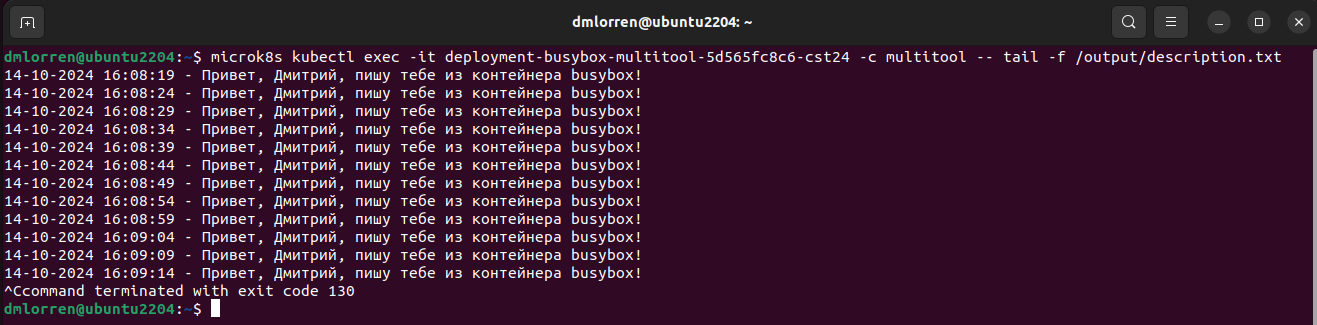 dmlorren@ubuntu2204: ~
dmlorren@ubuntu2204:~$ microk8s kubectl exec -it deployment-busybox-multitool-5d565fc8c6-cst24 -c multitool -- tail -f /output/description.txt
14-10-2024 16:08:19 - Привет, Дмитрий, пишу тебе из контейнера busybox!
14-10-2024 16:08:24 - Привет, Дмитрий, пишу тебе из контейнера busybox!
14-10-2024 16:08:29 - Привет, Дмитрий, пишу тебе из контейнера busybox!
14-10-2024 16:08:34 - Привет, Дмитрий, пишу тебе из контейнера busybox!
14-10-2024 16:08:39 - Привет, Дмитрий, пишу тебе из контейнера busybox!
14-10-2024 16:08:44 - Привет, Дмитрий, пишу тебе из контейнера busybox!
14-10-2024 16:08:49 - Привет, Дмитрий, пишу тебе из контейнера busybox!
14-10-2024 16:08:54 - Привет, Дмитрий, пишу тебе из контейнера busybox!
14-10-2024 16:08:59 - Привет, Дмитрий, пишу тебе из контейнера busybox!
14-10-2024 16:09:04 - Привет, Дмитрий, пишу тебе из контейнера busybox!
14-10-2024 16:09:09 - Привет, Дмитрий, пишу тебе из контейнера busybox!
14-10-2024 16:09:14 - Привет, Дмитрий, пишу тебе из контейнера busybox!
^Ccommand terminated with exit code 130
dmlorren@ubuntu2204:~$